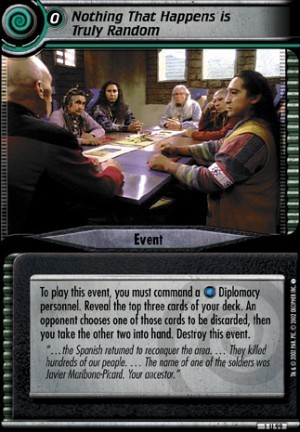 0
Nothing That Happens is
Truly Random
Event
To play this event, you must command a Diplomacy
personnel. Reveal the top three cards of your deck. An
opponent chooses one of those cards to be discarded, then
you take the other two into hand. Destroy this event.
"…the Spanish returned to reconquer the area. … They killed
hundreds of our people. … The name of one of the soldiers was
Javier Maribona-Picard. Your ancestor."
1 U 99